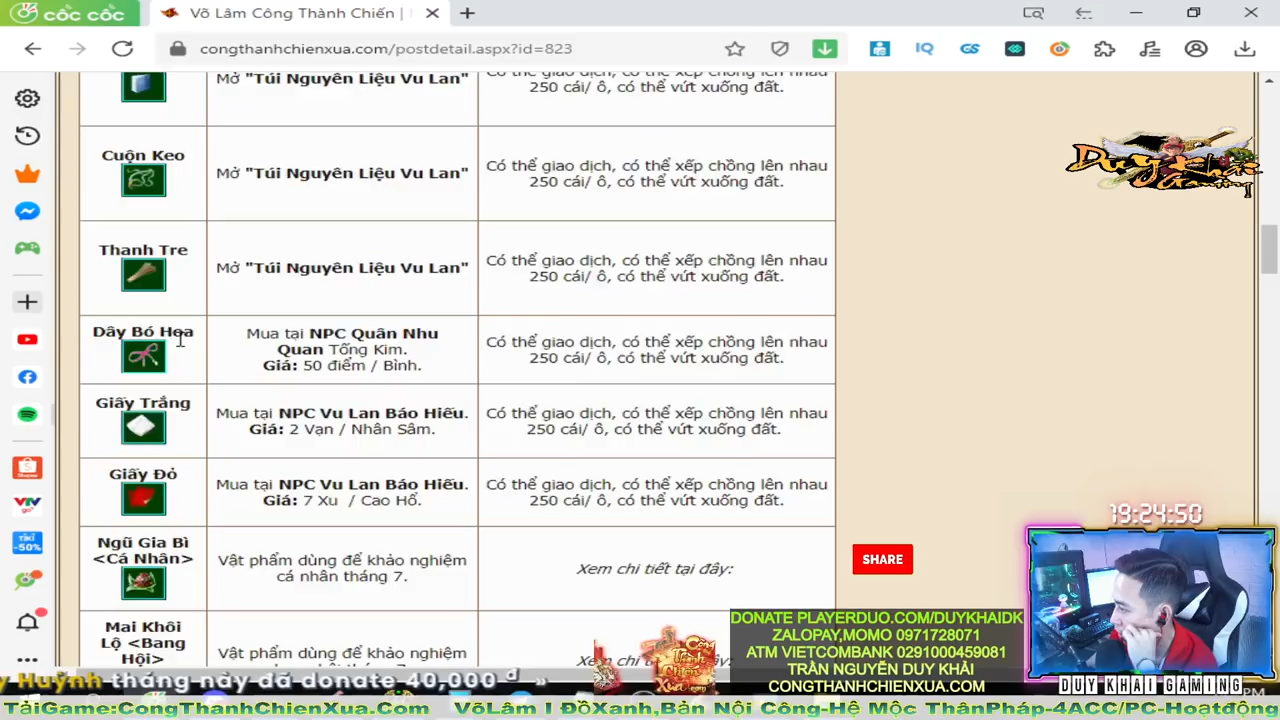 cốc cốc
Võ Lâm Công Thành Chiến |
congthanhchienxua.com/postdetail.aspx?id=823
Mở "Túi Nguyên Liệu Vu Lan"
Có thể giao dịch, có thể xếp chồng lên nhau
250 cái/ ô, có thể vứt xuống đất.
Cuộn Keo
Mở "Túi Nguyên Liệu Vu Lan"
Có thể giao dịch, có thể xếp chồng lên nhau
250 cái/ ô, có thể vứt xuống đất.
Thanh Tre
Mở "Túi Nguyên Liệu Vu Lan"
Có thể giao dịch, có thể xếp chồng lên nhau
250 cái/ ô, có thể vứt xuống đất.
Dây Bó Hoa
Mua tại NPC Quân Nhu
Quan Tống Kim.
Giá: 50 điểm / Bình.
Có thể giao dịch, có thể xếp chồng lên nhau
250 cái/ ô, có thể vứt xuống đất.
Giấy Trắng
Mua tại NPC Vu Lan Báo Hiếu.
Giá: 2 Vạn / Nhân Sâm.
Có thể giao dịch, có thể xếp chồng lên nhau
250 cái/ ô, có thể vứt xuống đất.
Giấy Đỏ
Mua tại NPC Vu Lan Báo Hiếu.
Giá: 7 Xu / Cao Hổ.
Có thể giao dịch, có thể xếp chồng lên nhau
250 cái/ ô, có thể vứt xuống đất.
Ngũ Gia Bì
<Cá Nhân>
Vật phẩm dùng để khảo nghiệm
cá nhân tháng 7.
Xem chi tiết tại đây:
Mai Khôi
Lộ <Bang
Hội>
Vật phẩm dùng để khảo nghiệm
Duy Khải
Gaming
SHARE
19:24:50
DONATE PLAYERDUO.COM/DUYKHAIDK
ZALOPAY,MOMO 0971728071
ATM VIETCOMBANK 0291000459081
TRẦN NGUYỄN DUY KHẢI
CONGTHANHCHIENXUA.COM
DUY KHAI GAMING
y Huỳnh tháng này đã donate 40,000 đ »
TảiGame:CongThanhChienXua.Com VõLâm I ĐồXanh,Bản Nội Công-Hệ Mộc ThânPháp-4ACC/PC-Hoạtđộng